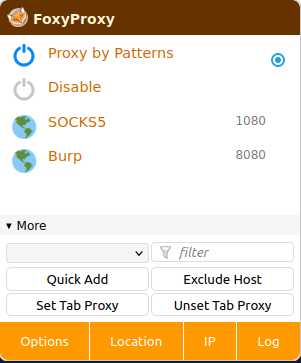 FoxyProxy
Proxy by Patterns
Disable
SOCKS5 1080
Burp 8080
▾ More
filter
Quick Add Exclude Host
Set Tab Proxy Unset Tab Proxy
Options Location IP Log